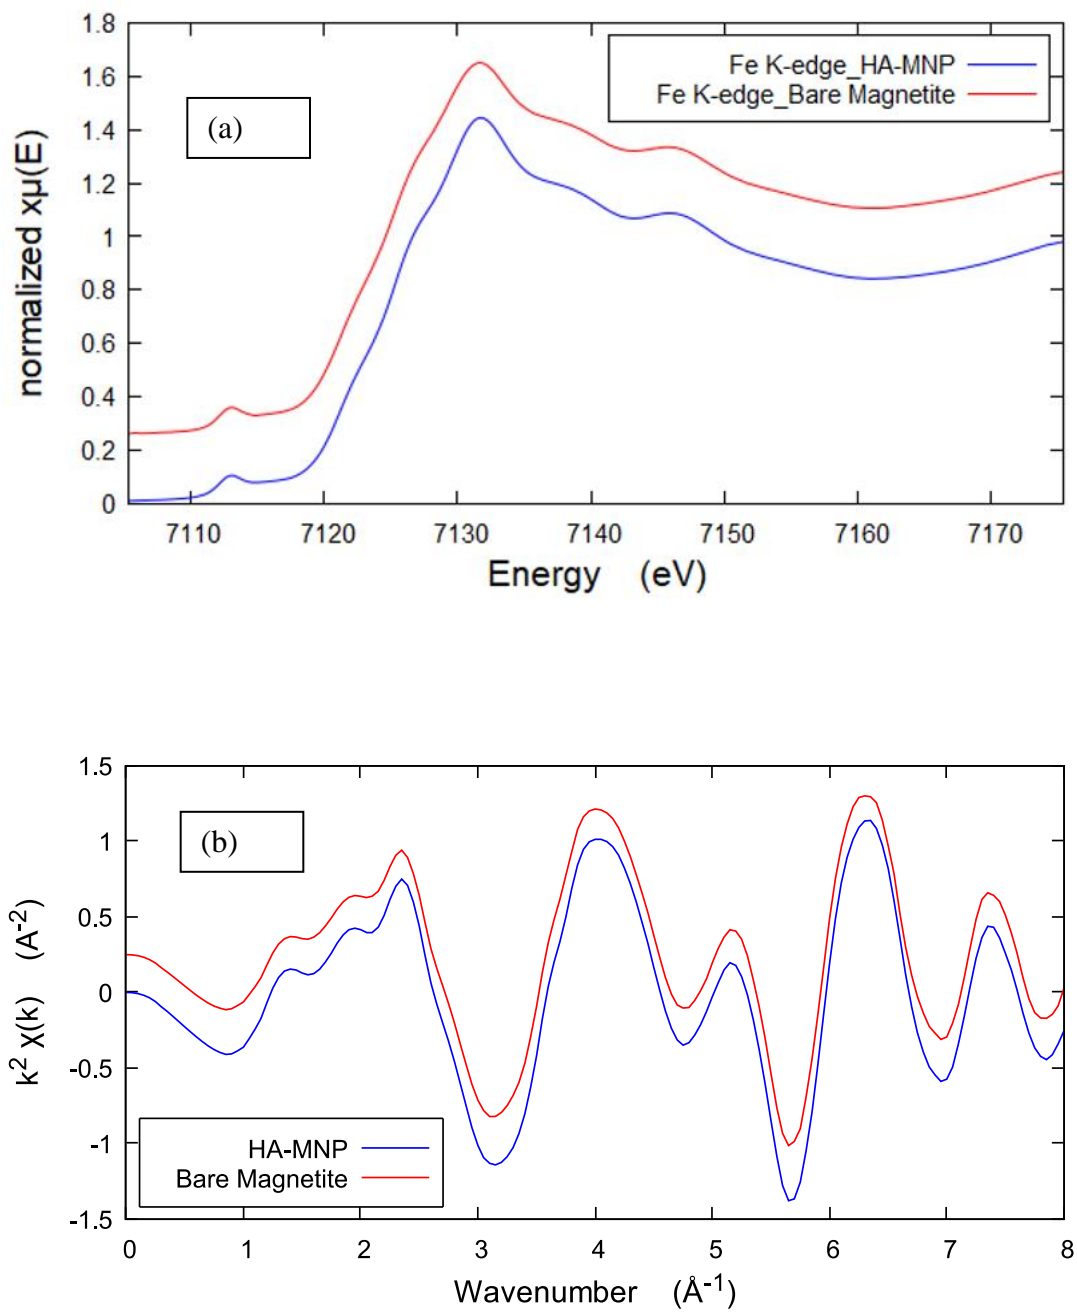 1.8
1.6
1.4
1.2
1
0.8
0.6
0.4
0.2
0
normalized xμ(E)
(a)
Fe K-edge_HA-MNP
Fe K-edge_Bare Magnetite
7110 7120 7130 7140 7150 7160 7170
Energy (eV)
1.5
1
0.5
0
-0.5
-1
-1.5
k² χ(k) (A⁻²)
(b)
HA-MNP
Bare Magnetite
0 1 2 3 4 5 6 7 8
Wavenumber (Å⁻¹)